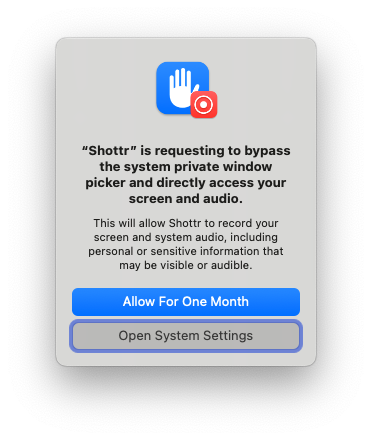 “Shottr” is requesting to bypass
the system private window
picker and directly access your
screen and audio.
This will allow Shottr to record your
screen and system audio, including
personal or sensitive information that
may be visible or audible.
Allow For One Month
Open System Settings